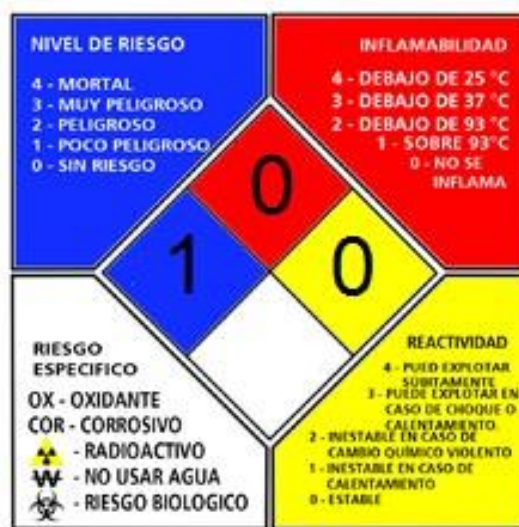 NIVEL DE RIESGO
4 - MORTAL
3 - MUY PELIGROSO
2 - PELIGROSO
1 - POCO PELIGROSO
0 - SIN RIESGO
INFLAMABILIDAD
4 - DEBAJO DE 25 °C
3 - DEBAJO DE 37 °C
2 - DEBAJO DE 93 °C
1 - SOBRE 93°C
0 - NO SE
INFLAMA
0
1
0
RIESGO
ESPECIFICO
OX - OXIDANTE
COR - CORROSIVO
- RADIOACTIVO
W - NO USAR AGUA
- RIESGO BIOLOGICO
REACTIVIDAD
4 - PUED EXPLOTAR
SÚBITAMENTE
3 - PUEDE EXPLOTAR EN
CASO DE CHOQUE O
CALENTAMIENTO
2 - INESTABLE EN CASO DE
CAMBIO QUÍMICO VIOLENTO
1 - INESTABLE EN CASO DE
CALENTAMIENTO
0 - ESTABLE